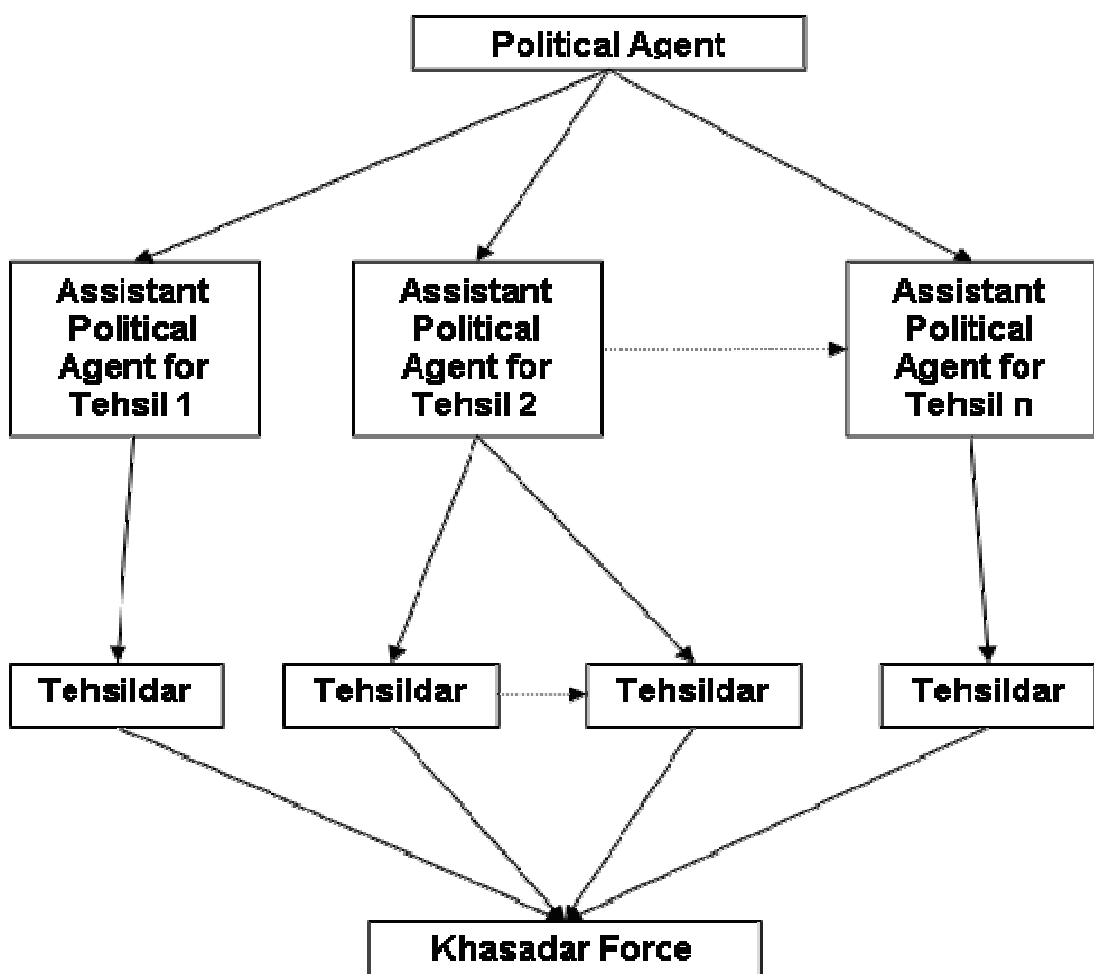 Political Agent
Assistant
Political
Agent for
Tehsil 1
Assistant
Political
Agent for
Tehsil 2
Assistant
Political
Agent for
Tehsil n
Tehsildar
Tehsildar
Tehsildar
Tehsildar
Khasadar Force